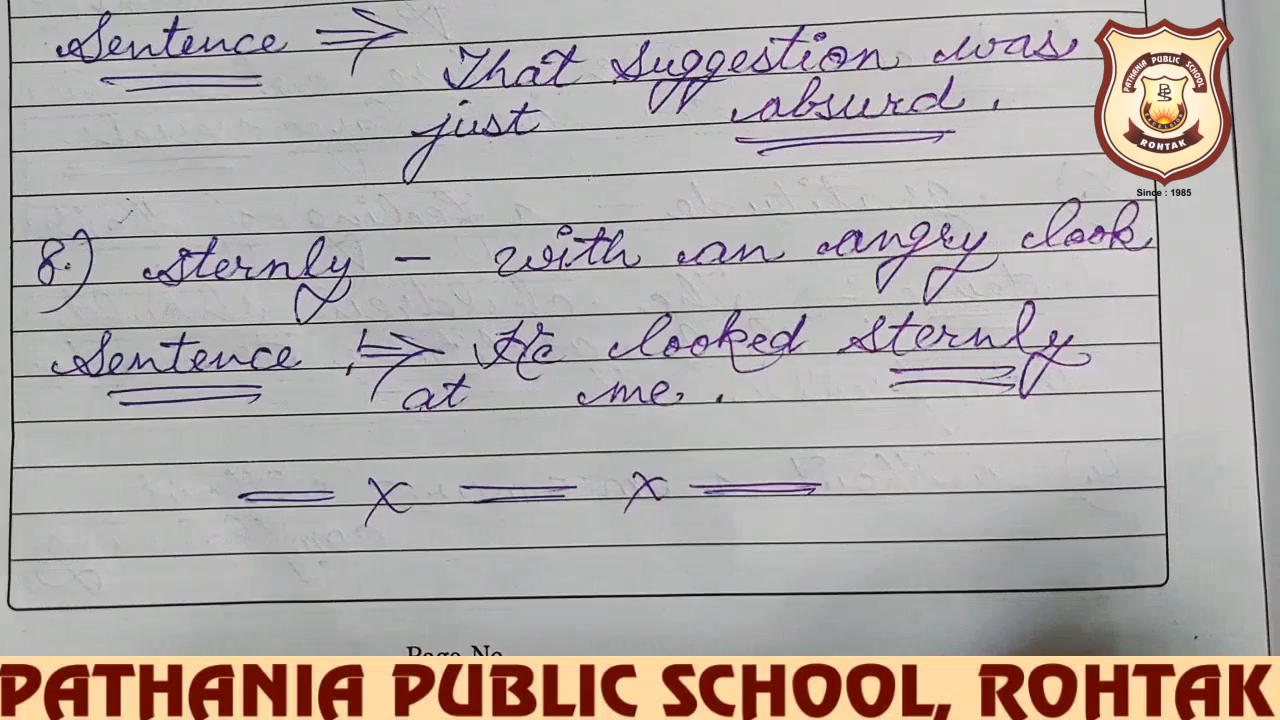 Sentence ⇒ That suggestion was
just absurd.
8.) sternly - with an angry look
Sentence ⇒ He looked sternly
at me.
= x = x =
Page No
PATHANIA PUBLIC SCHOOL
PS
ROHTAK
Since : 1985
PATHANIA PUBLIC SCHOOL, ROHTAK